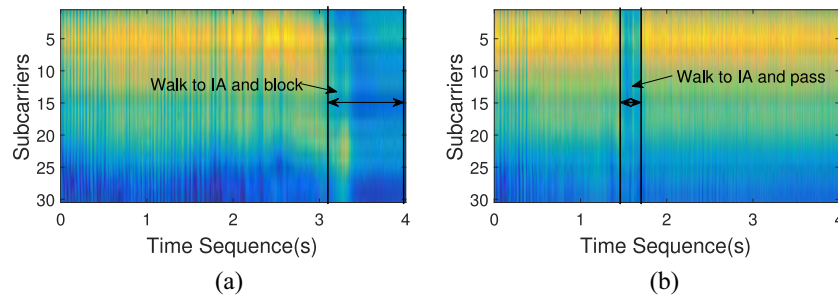 5
10
15
20
25
30
Subcarriers
Walk to IA and block
0
1
2
3
4
Time Sequence(s)
(a)
5
10
15
20
25
30
Subcarriers
Walk to IA and pass
0
1
2
3
4
Time Sequence(s)
(b)